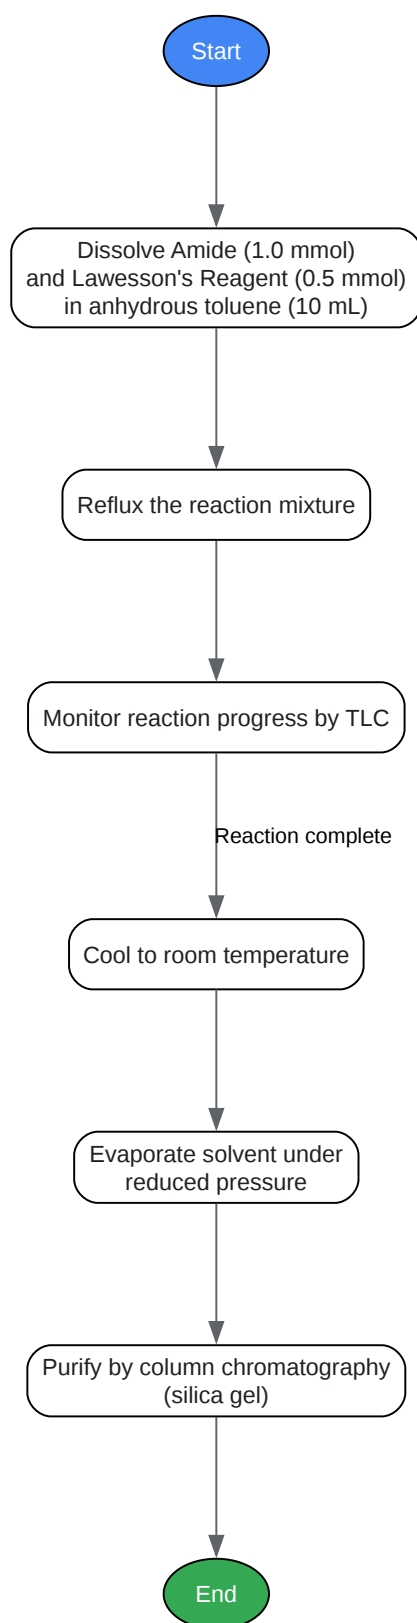 Start
Dissolve Amide (1.0 mmol)
and Lawesson's Reagent (0.5 mmol)
in anhydrous toluene (10 mL)
Reflux the reaction mixture
Monitor reaction progress by TLC
Reaction complete
Cool to room temperature
Evaporate solvent under
reduced pressure
Purify by column chromatography
(silica gel)
End